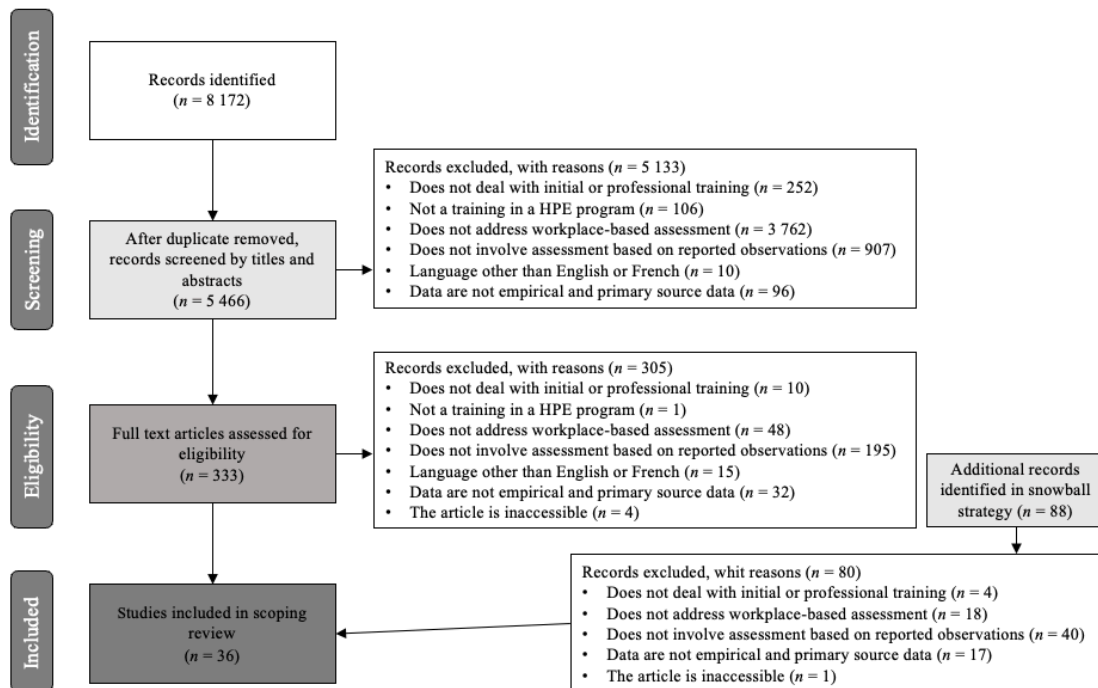 Identification
Records identified
(n = 8 172)
Records excluded, with reasons (n = 5 133)
• Does not deal with initial or professional training (n = 252)
• Not a training in a HPE program (n = 106)
• Does not address workplace-based assessment (n = 3 762)
• Does not involve assessment based on reported observations (n = 907)
• Language other than English or French (n = 10)
• Data are not empirical and primary source data (n = 96)
Screening
After duplicate removed,
records screened by titles and
abstracts
(n = 5 466)
Records excluded, with reasons (n = 305)
• Does not deal with initial or professional training (n = 10)
• Not a training in a HPE program (n = 1)
• Does not address workplace-based assessment (n = 48)
• Does not involve assessment based on reported observations (n = 195)
• Language other than English or French (n = 15)
• Data are not empirical and primary source data (n = 32)
• The article is inaccessible (n = 4)
Eligibility
Full text articles assessed for
eligibility
(n = 333)
Additional records
identified in snowball
strategy (n = 88)
Records excluded, whit reasons (n = 80)
• Does not deal with initial or professional training (n = 4)
• Does not address workplace-based assessment (n = 18)
• Does not involve assessment based on reported observations (n = 40)
• Data are not empirical and primary source data (n = 17)
• The article is inaccessible (n = 1)
Included
Studies included in scoping
review
(n = 36)